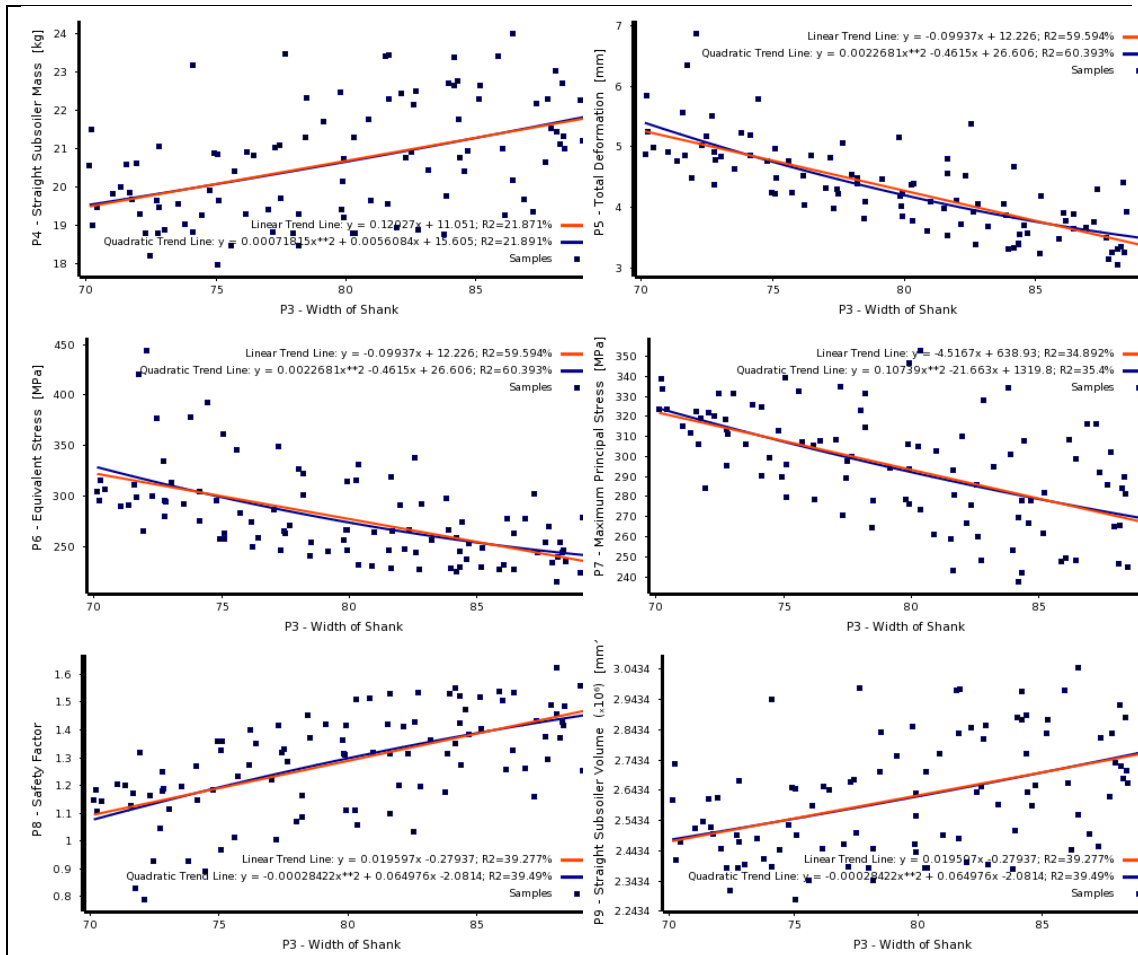 P4 - Straight Subsoiler Mass [kg]
24
23
22
21
20
19
18
Linear Trend Line: y = 0.12027x + 11.051; R2=21.871%
Quadratic Trend Line: y = 0.00071815x**2 + 0.0056084x + 15.605; R2=21.891%
Samples
70
75
80
85
P3 - Width of Shank
P5 - Total Deformation [mm]
7
6
5
4
3
Linear Trend Line: y = -0.09937x + 12.226; R2=59.594%
Quadratic Trend Line: y = 0.0022681x**2 -0.4615x + 26.606; R2=60.393%
Samples
70
75
80
85
P3 - Width of Shank
P6 - Equivalent Stress [MPa]
450
400
350
300
250
Linear Trend Line: y = -0.09937x + 12.226; R2=59.594%
Quadratic Trend Line: y = 0.0022681x**2 -0.4615x + 26.606; R2=60.393%
Samples
70
75
80
85
P3 - Width of Shank
P7 - Maximum Principal Stress [MPa]
350
340
330
320
310
300
290
280
270
260
250
240
Linear Trend Line: y = -4.5167x + 638.93; R2=34.892%
Quadratic Trend Line: y = 0.10739x**2 -21.663x + 1319.8; R2=35.4%
Samples
70
75
80
85
P3 - Width of Shank
P8 - Safety Factor
1.6
1.5
1.4
1.3
1.2
1.1
1
0.9
0.8
Linear Trend Line: y = 0.019597x -0.27937; R2=39.277%
Quadratic Trend Line: y = -0.00028422x**2 + 0.064976x -2.0814; R2=39.49%
Samples
70
75
80
85
P3 - Width of Shank
P9 - Straight Subsoiler Volume (x10⁶) [mm³
3.0434
2.9434
2.8434
2.7434
2.6434
2.5434
2.4434
2.3434
2.2434
Linear Trend Line: y = 0.019597x -0.27937; R2=39.277%
Quadratic Trend Line: y = -0.00028422x**2 + 0.064976x -2.0814; R2=39.49%
Samples
70
75
80
85
P3 - Width of Shank